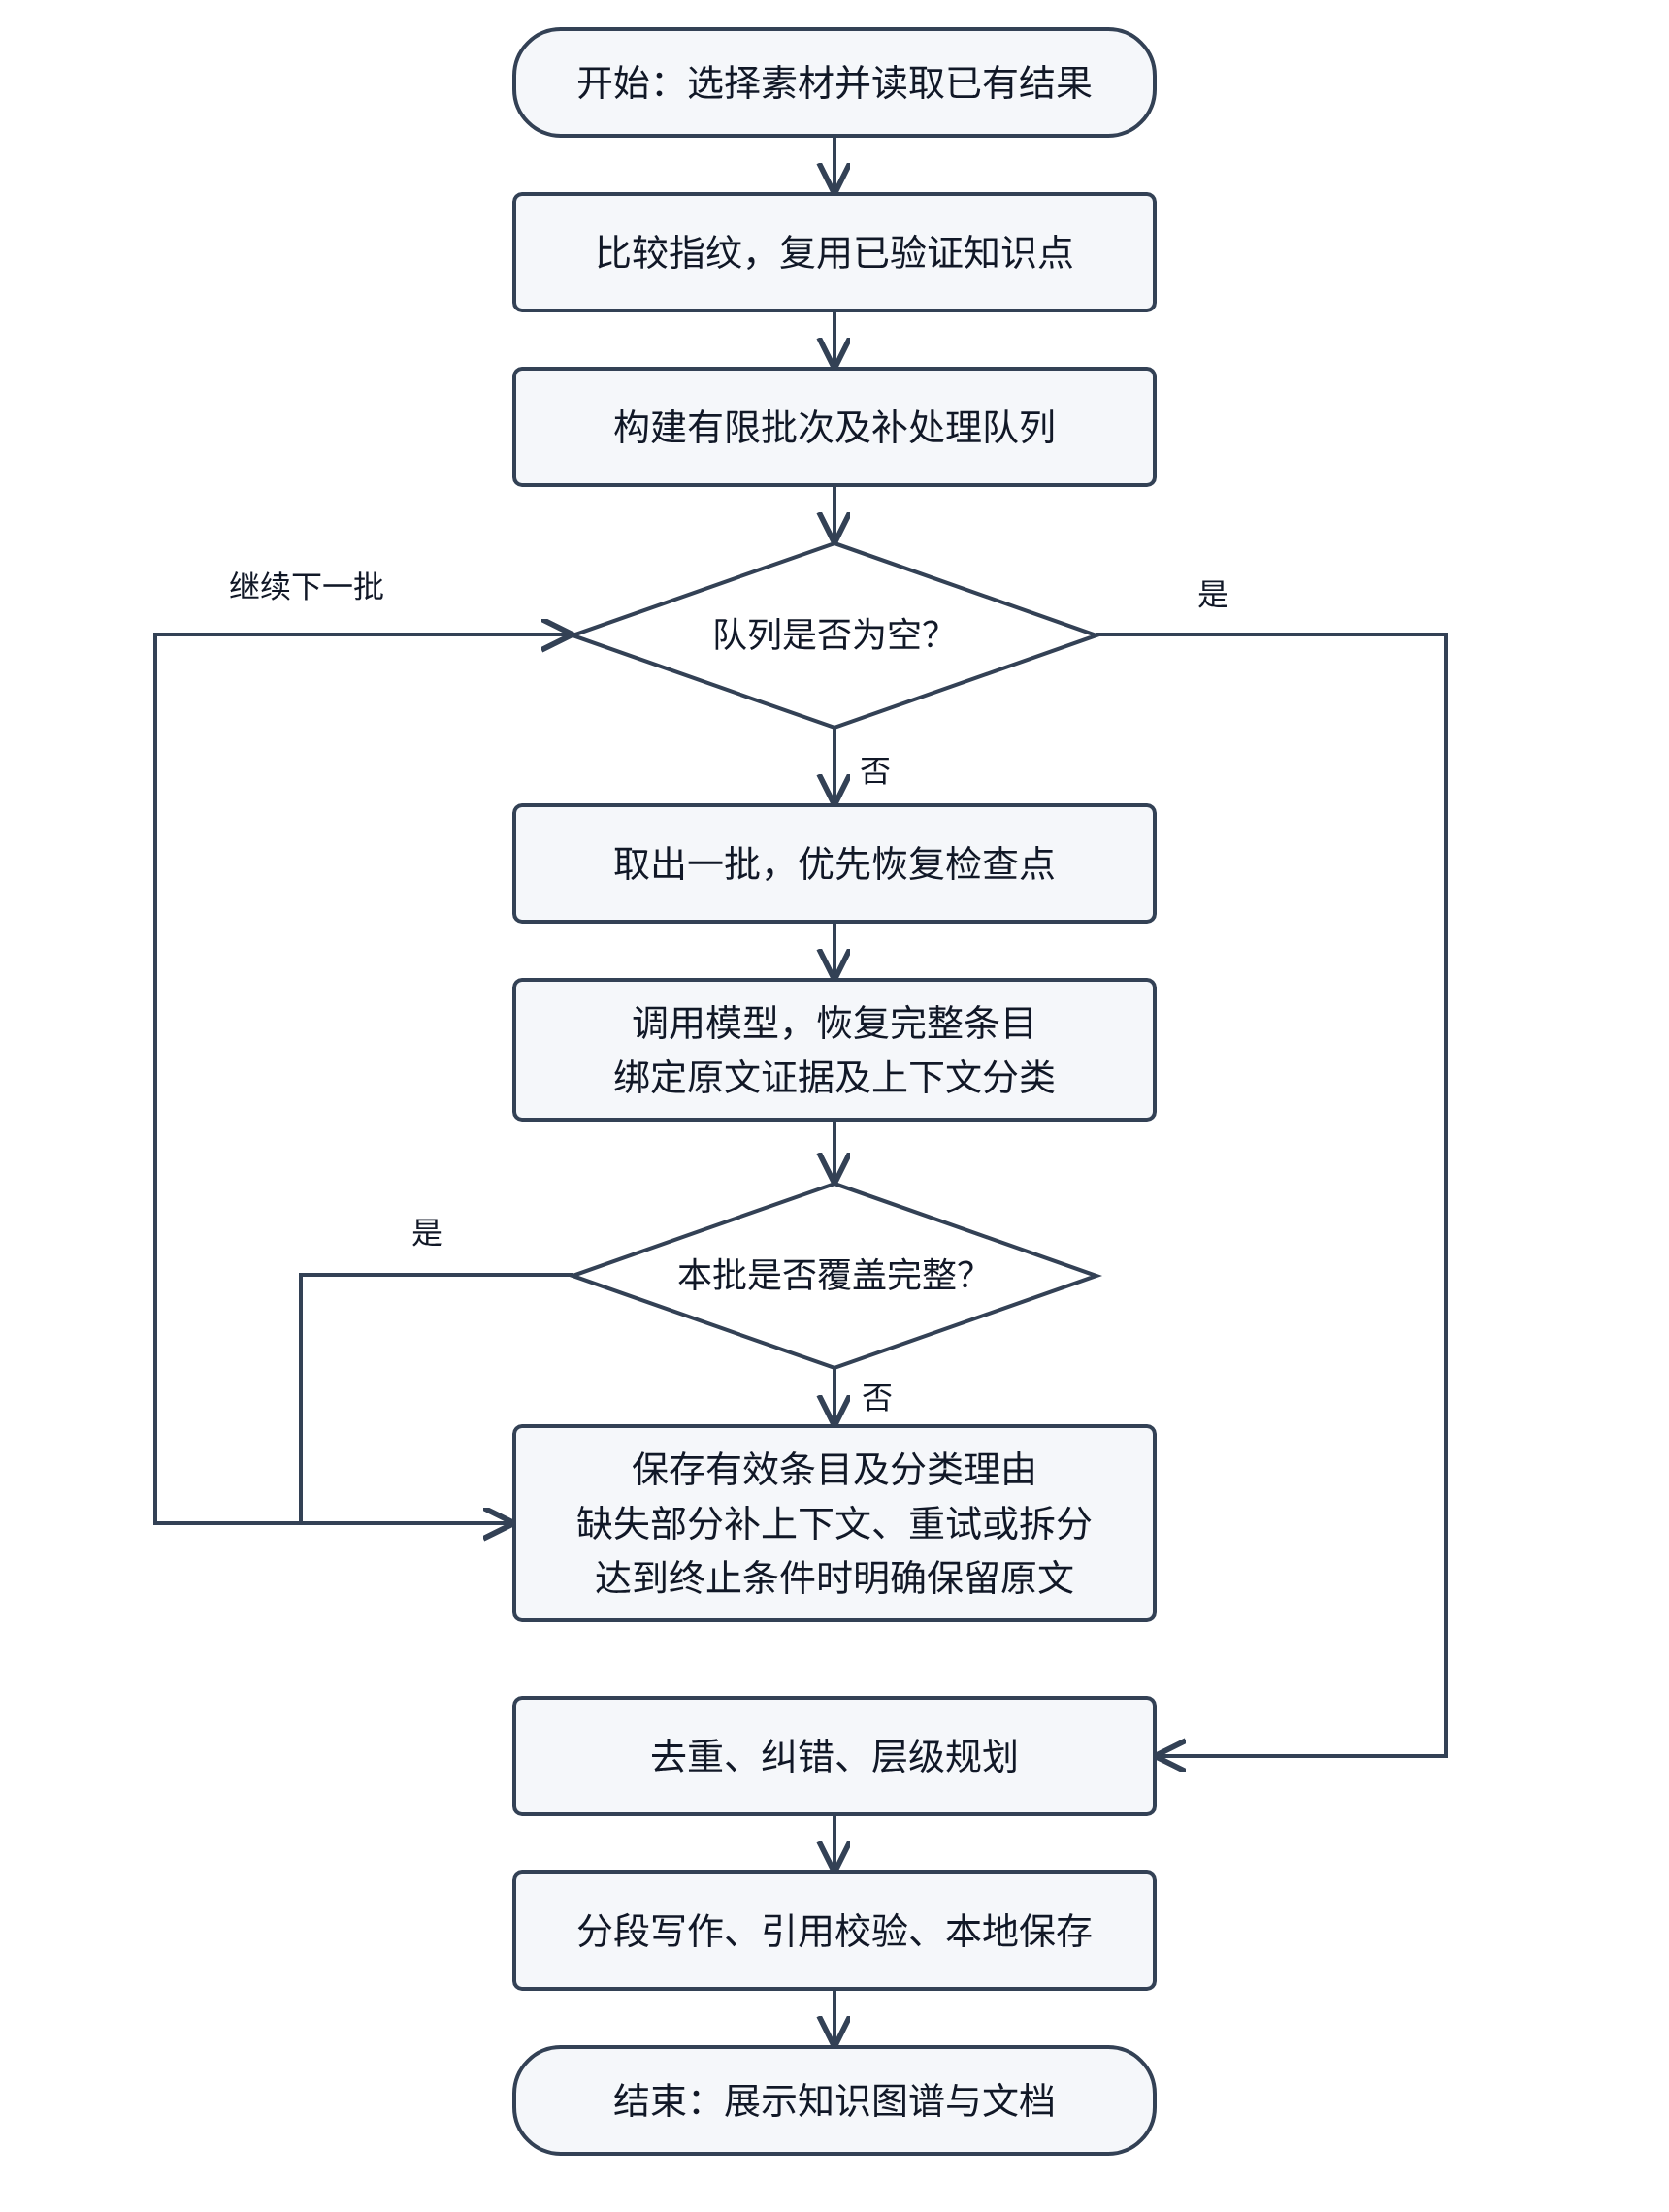 开始：选择素材并读取已有结果
比较指纹，复用已验证知识点
构建有限批次及补处理队列
继续下一批
是
队列是否为空？
否
取出一批，优先恢复检查点
调用模型，恢复完整条目
绑定原文证据及上下文分类
是
本批是否覆盖完整？
否
保存有效条目及分类理由
缺失部分补上下文、重试或拆分
达到终止条件时明确保留原文
去重、纠错、层级规划
分段写作、引用校验、本地保存
结束：展示知识图谱与文档